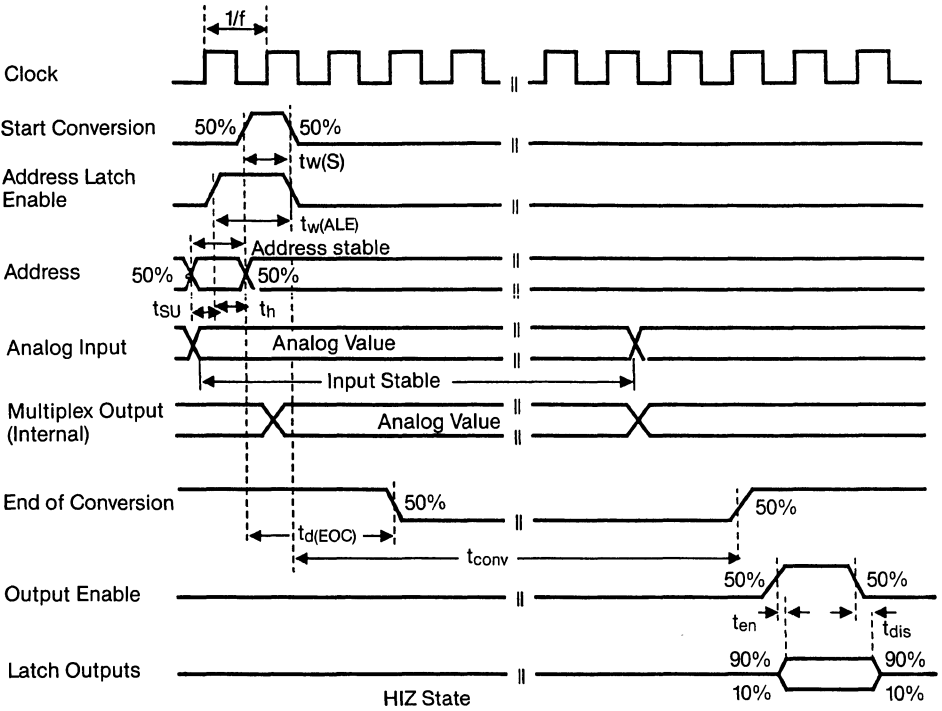 1/f
Clock
Start Conversion
50%
50%
tw(S)
Address Latch
Enable
tw(ALE)
Address stable
Address
50%
50%
tSU
th
Analog Input
Analog Value
Input Stable
Multiplex Output
(Internal)
Analog Value
End of Conversion
50%
50%
td(EOC)
tconv
Output Enable
50%
50%
ten
tdis
Latch Outputs
90%
90%
10%
10%
HIZ State